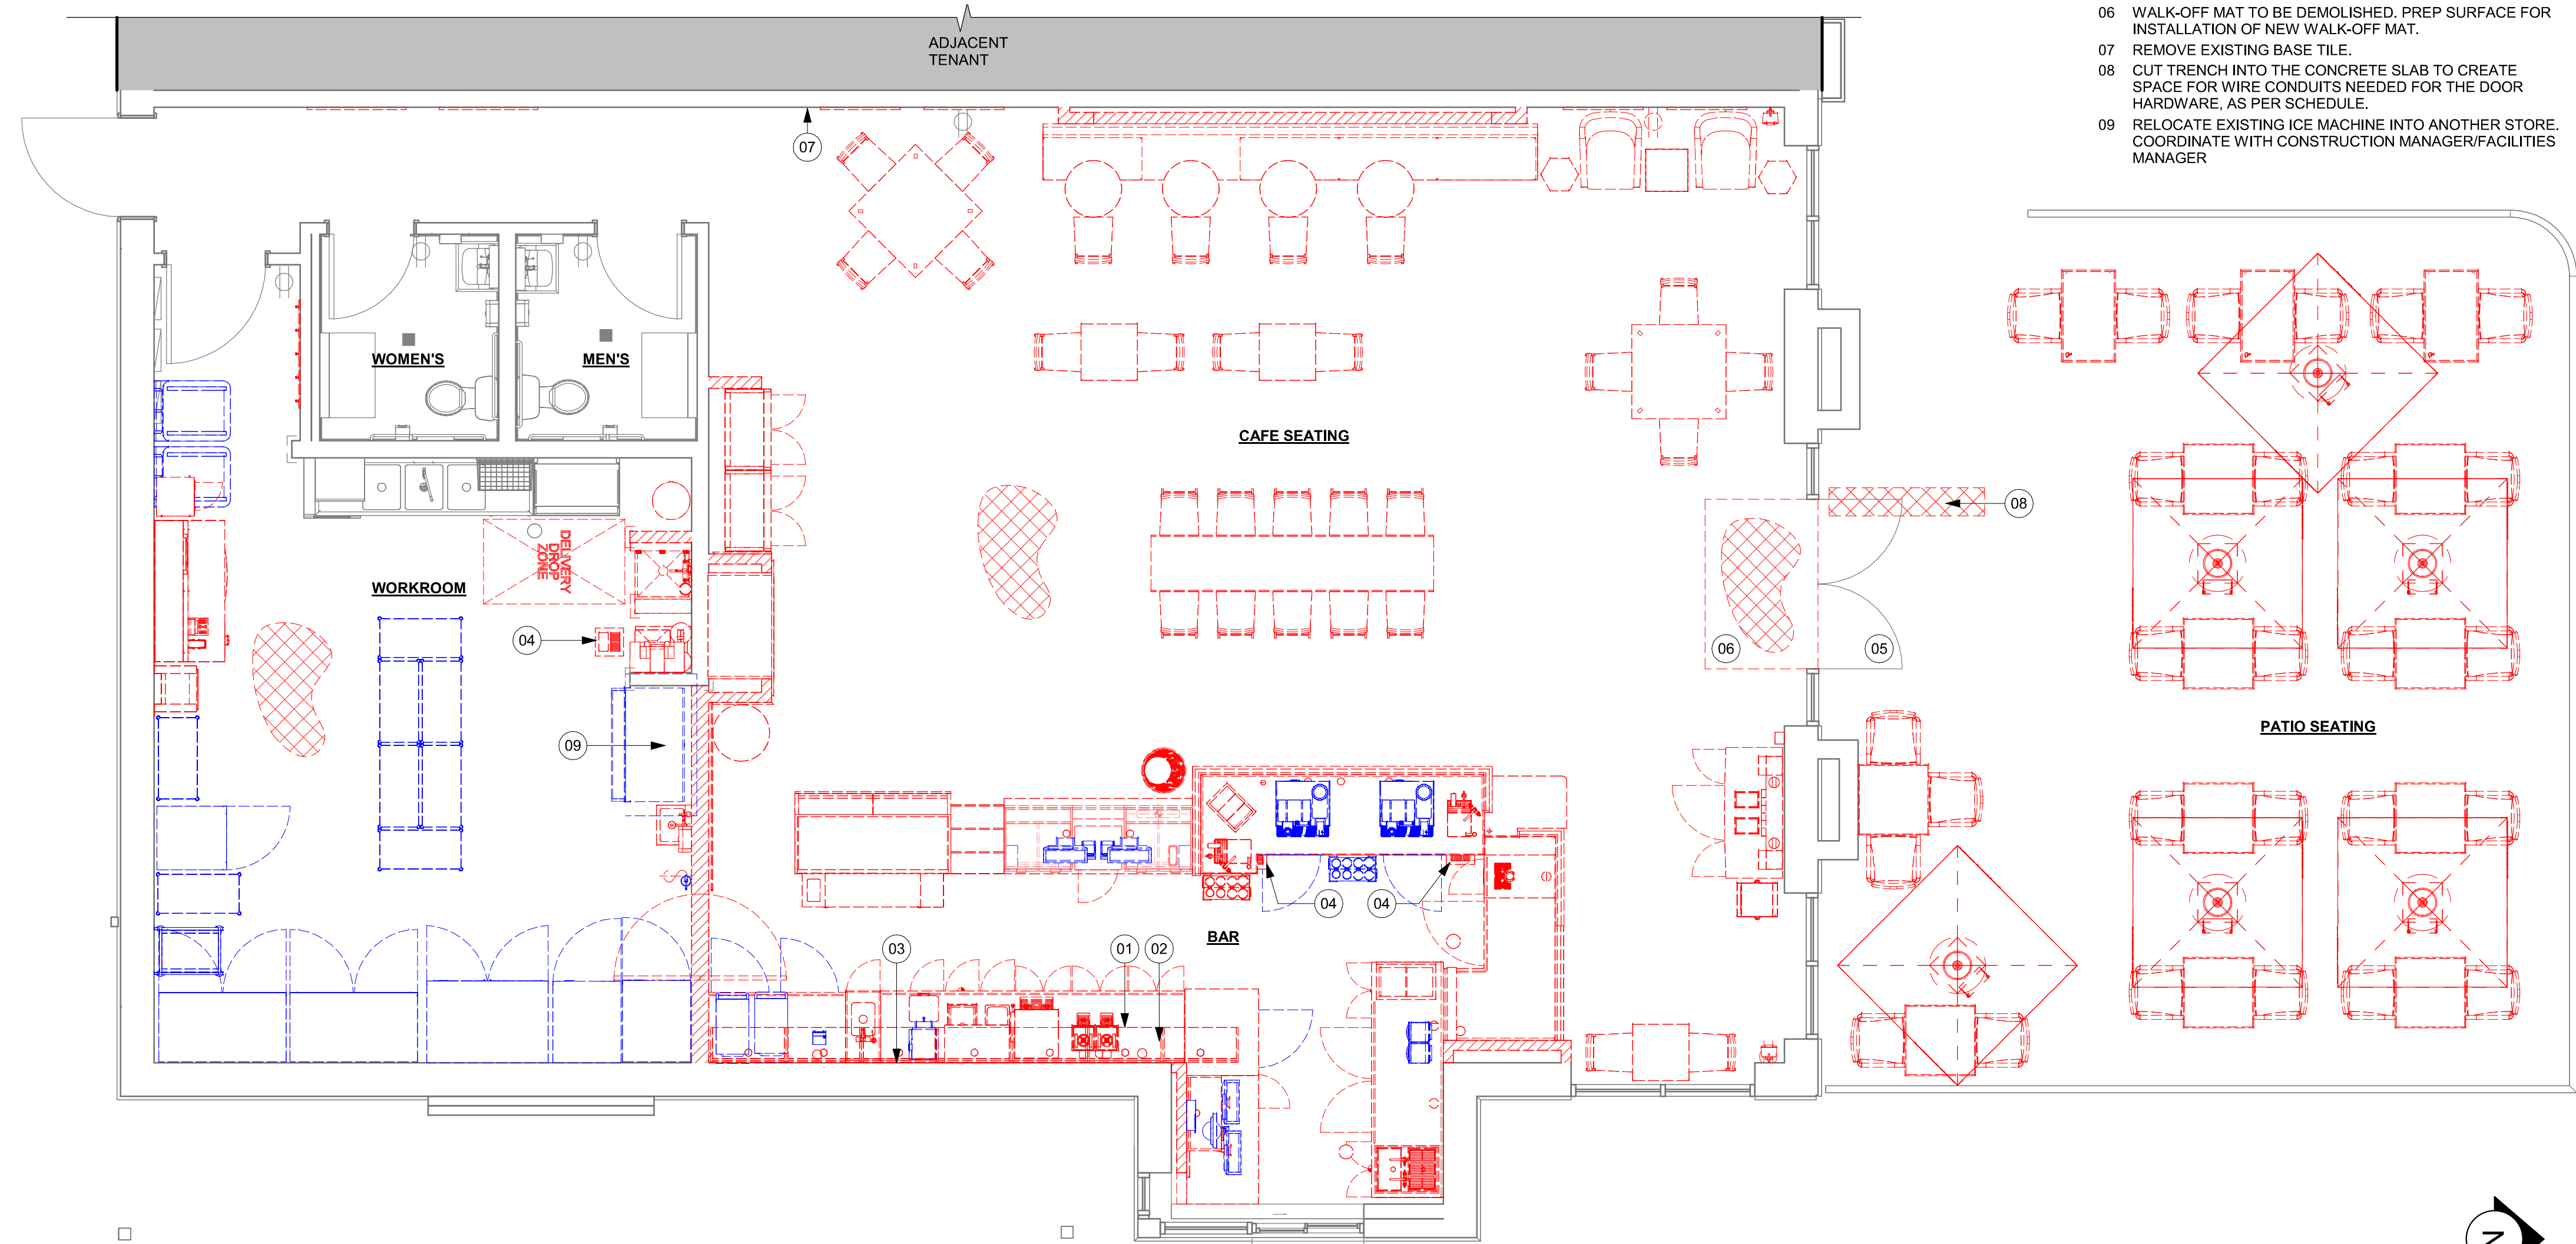 06 WALK-OFF MAT TO BE DEMOLISHED. PREP SURFACE FOR
INSTALLATION OF NEW WALK-OFF MAT.
07 REMOVE EXISTING BASE TILE.
08 CUT TRENCH INTO THE CONCRETE SLAB TO CREATE
SPACE FOR WIRE CONDUITS NEEDED FOR THE DOOR
HARDWARE, AS PER SCHEDULE.
09 RELOCATE EXISTING ICE MACHINE INTO ANOTHER STORE.
COORDINATE WITH CONSTRUCTION MANAGER/FACILITIES
MANAGER
ADJACENT
TENANT
07
WOMEN'S
MEN'S
CAFE SEATING
08
DELIVERY
DROP
ZONE
WORKROOM
04
06
05
PATIO SEATING
09
04
04
BAR
03
01
02
N